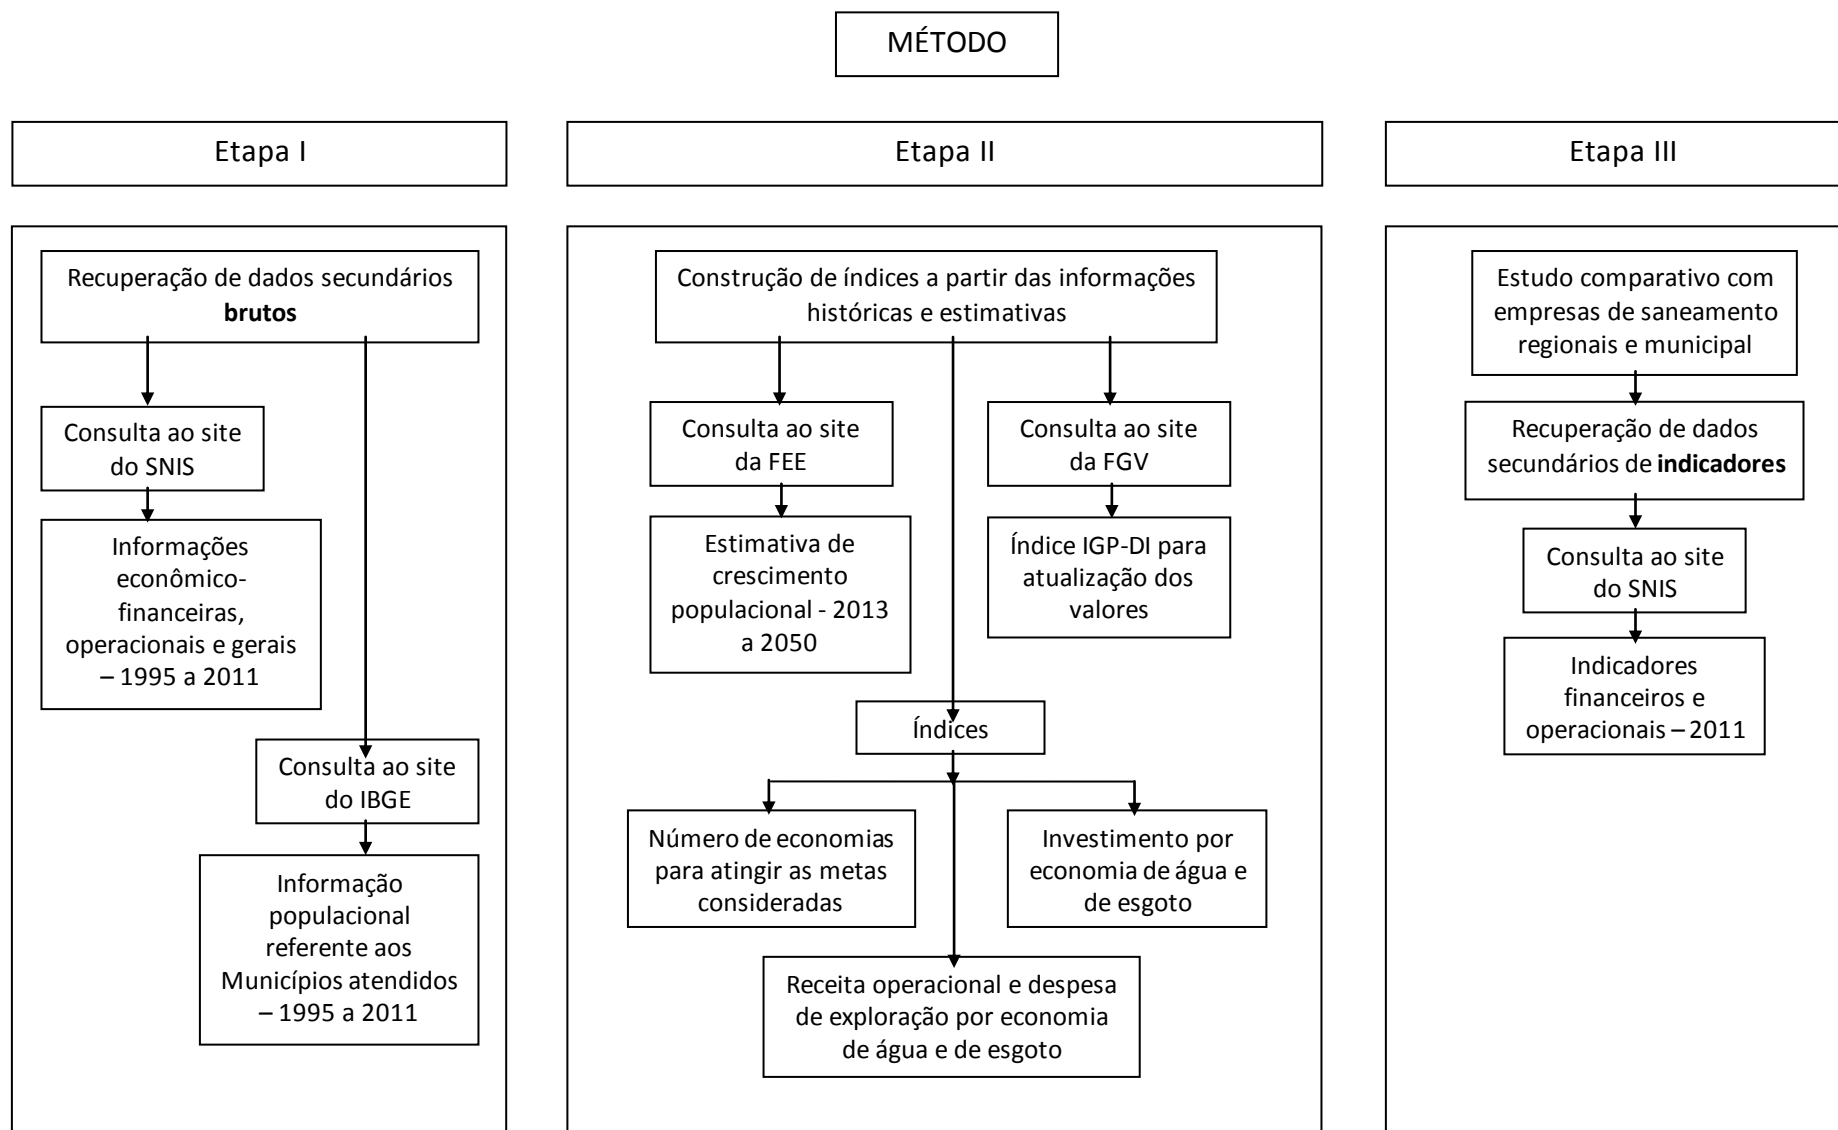 MÉTODO
Etapa I
Etapa II
Etapa III
Recuperação de dados secundários
brutos
Consulta ao site
do SNIS
Informações
econômico-
financeiras,
operacionais e gerais
– 1995 a 2011
Consulta ao site
do IBGE
Informação
populacional
referente aos
Municípios atendidos
– 1995 a 2011
Construção de índices a partir das informações
históricas e estimativas
Consulta ao site
da FEE
Estimativa de
crescimento
populacional - 2013
a 2050
Consulta ao site
da FGV
Índice IGP-DI para
atualização dos
valores
Índices
Número de economias
para atingir as metas
consideradas
Investimento por
economia de água e
de esgoto
Receita operacional e despesa
de exploração por economia
de água e de esgoto
Estudo comparativo com
empresas de saneamento
regionais e municipal
Recuperação de dados
secundários de indicadores
Consulta ao site
do SNIS
Indicadores
financeiros e
operacionais – 2011